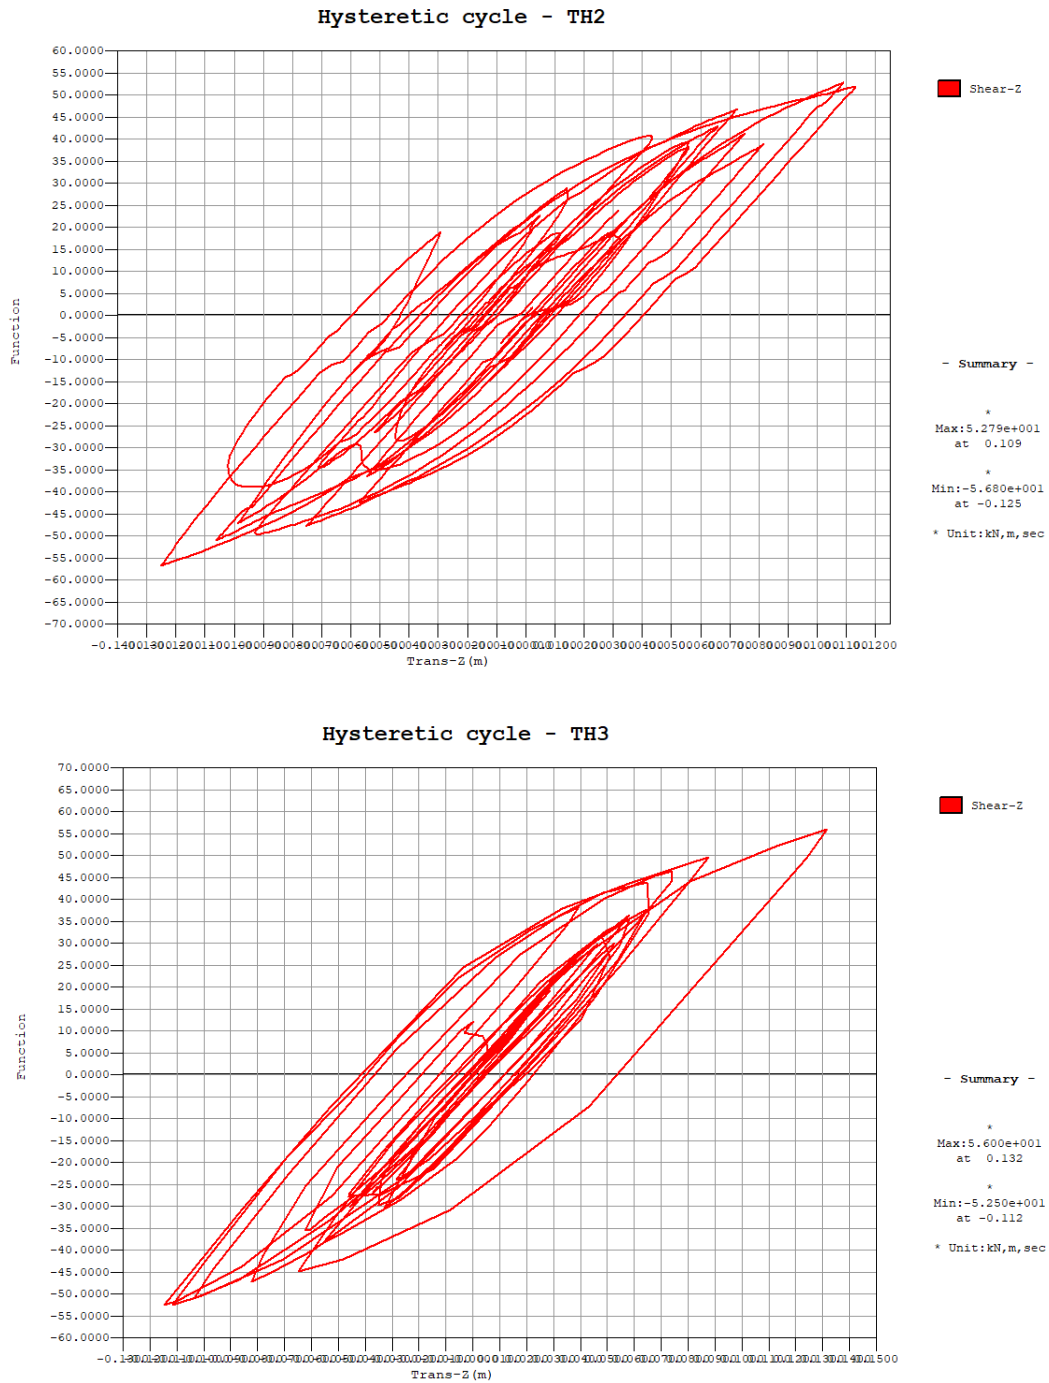 Hysteretic cycle - TH2
60.0000
55.0000
50.0000
45.0000
40.0000
35.0000
30.0000
25.0000
20.0000
15.0000
10.0000
5.0000
0.0000
-5.0000
-10.0000
-15.0000
-20.0000
-25.0000
-30.0000
-35.0000
-40.0000
-45.0000
-50.0000
-55.0000
-60.0000
-65.0000
-70.0000
Function
Trans-Z(m)
Shear-Z
- Summary -
*
Max:5.279e+001
at 0.109
*
Min:-5.680e+001
at -0.125
* Unit:kN,m,sec
Hysteretic cycle - TH3
70.0000
65.0000
60.0000
55.0000
50.0000
45.0000
40.0000
35.0000
30.0000
25.0000
20.0000
15.0000
10.0000
5.0000
0.0000
-5.0000
-10.0000
-15.0000
-20.0000
-25.0000
-30.0000
-35.0000
-40.0000
-45.0000
-50.0000
-55.0000
-60.0000
Function
Trans-Z(m)
Shear-Z
- Summary -
*
Max:5.600e+001
at 0.132
*
Min:-5.250e+001
at -0.112
* Unit:kN,m,sec